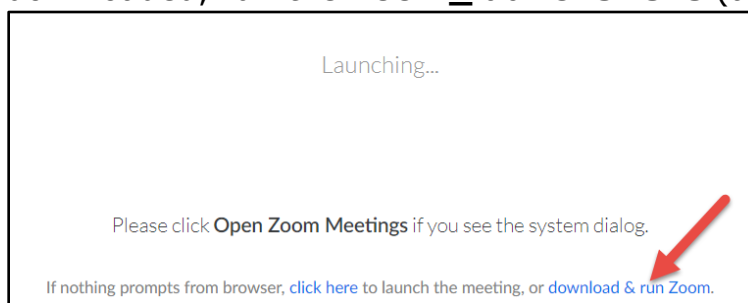 Launching...
Please click Open Zoom Meetings if you see the system dialog.
If nothing prompts from browser, click here to launch the meeting, or download & run Zoom.